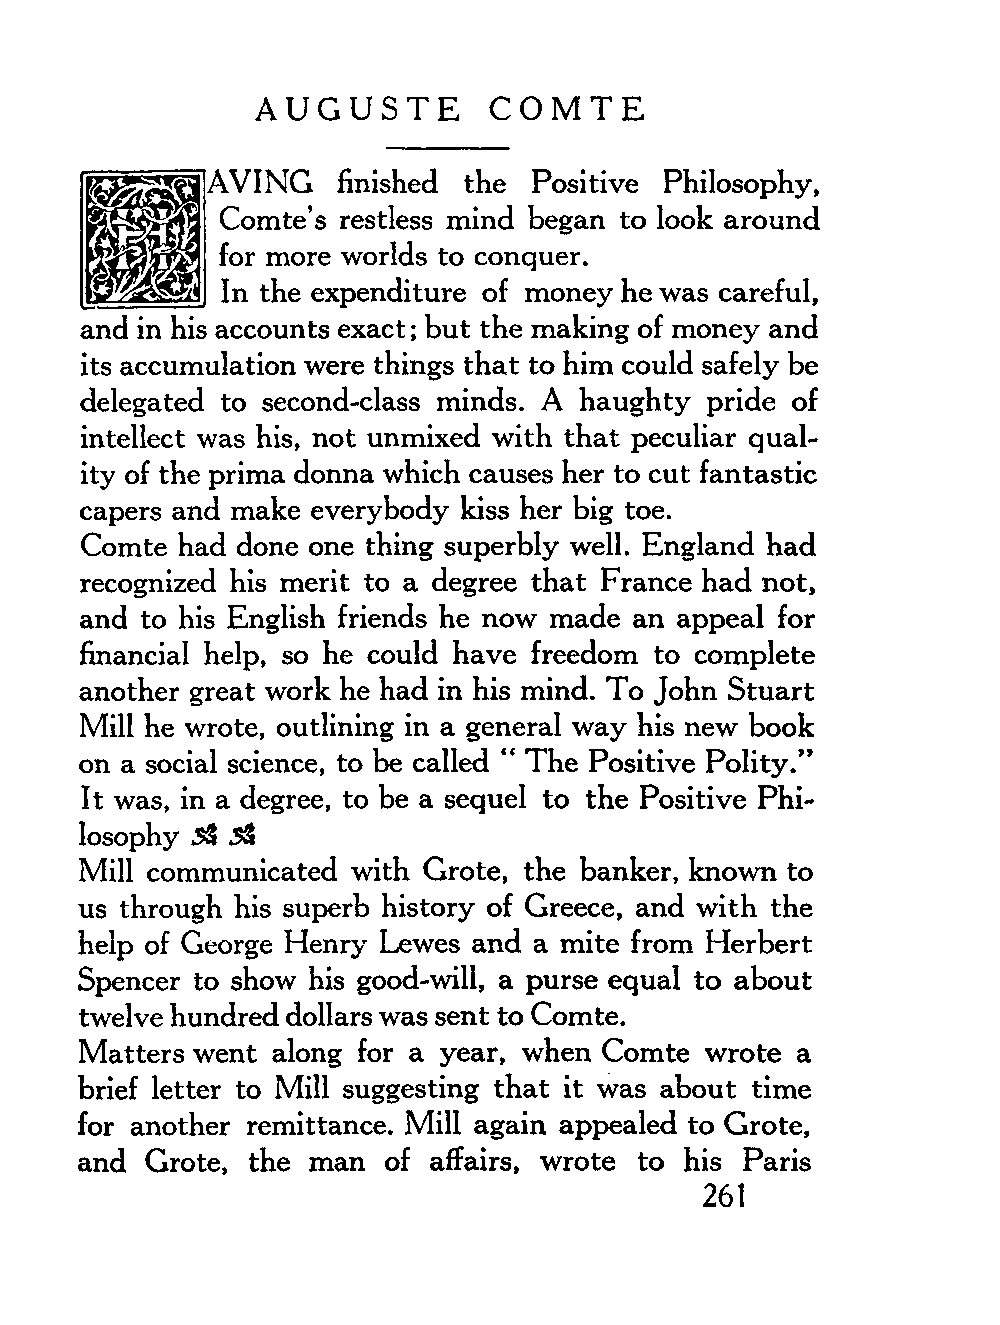 AUGUSTE COMTE
HAVING finished the Positive Philosophy,
Comte's restless mind began to look around
for more worlds to conquer.
In the expenditure of money he was careful,
and in his accounts exact; but the making of money and
its accumulation were things that to him could safely be
delegated to second-class minds. A haughty pride of
intellect was his, not unmixed with that peculiar qual-
ity of the prima donna which causes her to cut fantastic
capers and make everybody kiss her big toe.
Comte had done one thing superbly well. England had
recognized his merit to a degree that France had not,
and to his English friends he now made an appeal for
financial help, so he could have freedom to complete
another great work he had in his mind. To John Stuart
Mill he wrote, outlining in a general way his new book
on a social science, to be called " The Positive Polity."
It was, in a degree, to be a sequel to the Positive Phi-
losophy
Mill communicated with Grote, the banker, known to
us through his superb history of Greece, and with the
help of George Henry Lewes and a mite from Herbert
Spencer to show his good-will, a purse equal to about
twelve hundred dollars was sent to Comte.
Matters went along for a year, when Comte wrote a
brief letter to Mill suggesting that it was about time
for another remittance. Mill again appealed to Grote,
and Grote, the man of affairs, wrote to his Paris
261